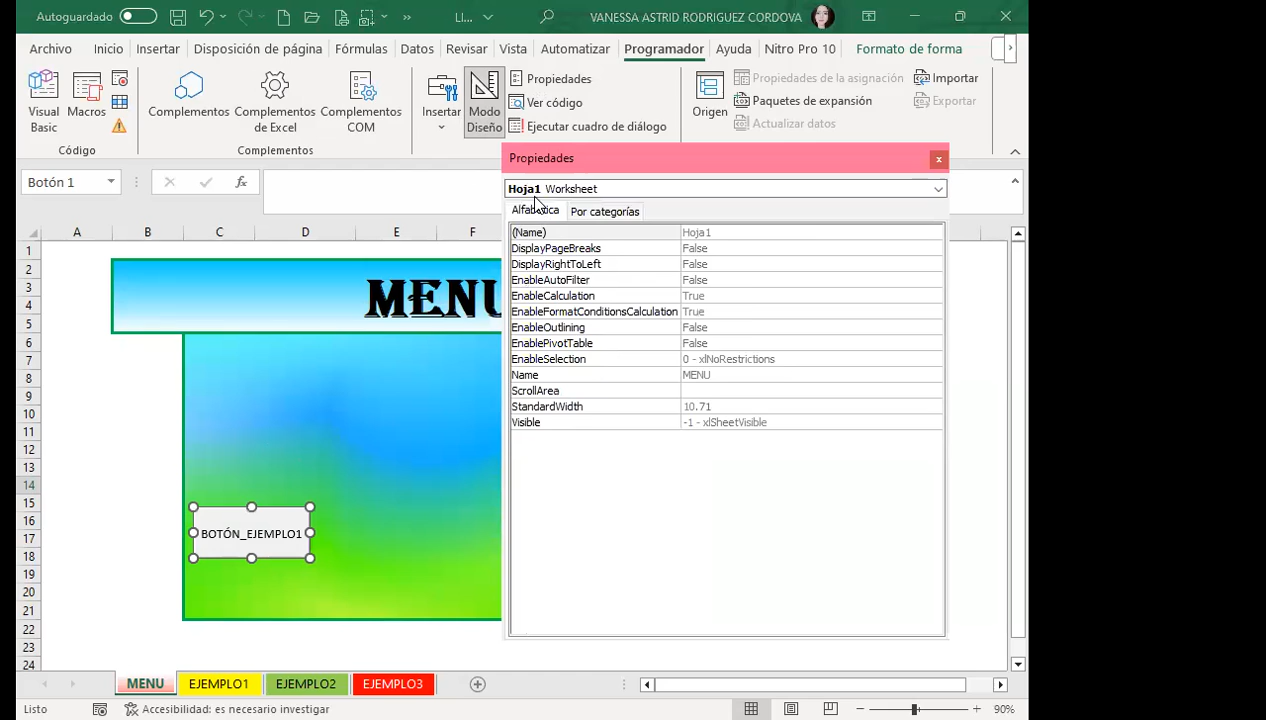 Autoguardado
LI...
»
VANESSA ASTRID RODRIGUEZ CORDOVA
Archivo Inicio Insertar Disposición de página Fórmulas Datos Revisar Vista Automatizar Programador Ayuda Nitro Pro 10 Formato de forma
Visual Basic
Macros
Código
Complementos
Complementos de Excel
Complementos COM
Complementos
Insertar
Modo Diseño
Propiedades
Ver código
Ejecutar cuadro de diálogo
Origen
Propiedades de la asignación
Paquetes de expansión
Actualizar datos
Importar
Exportar
Botón 1
fx
Propiedades
Hoja1 Worksheet
Alfabética Por categorías
(Name) Hoja1
DisplayPageBreaks False
DisplayRightToLeft False
EnableAutoFilter False
EnableCalculation True
EnableFormatConditionsCalculation True
EnableOutlining False
EnablePivotTable False
EnableSelection 0 - xlNoRestrictions
Name MENU
ScrollArea
StandardWidth 10.71
Visible -1 - xlSheetVisible
A B C D E F
1
2
3
4
5
6
7
8
9
10
11
12
13
14
15
16
17
18
19
20
21
22
23
24
MENU
BOTÓN_EJEMPLO1
MENU EJEMPLO1 EJEMPLO2 EJEMPLO3
Listo
Accesibilidad: es necesario investigar
90%